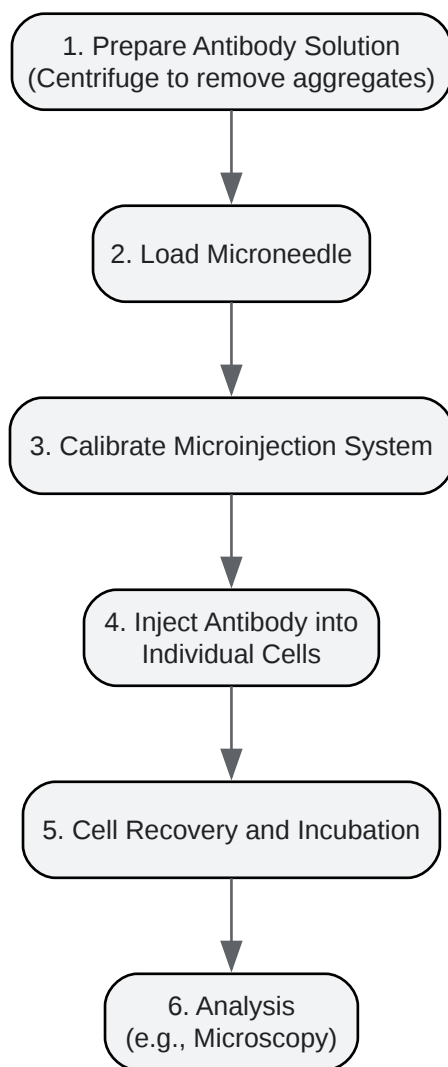 1. Prepare Antibody Solution
(Centrifuge to remove aggregates)
2. Load Microneedle
3. Calibrate Microinjection System
4. Inject Antibody into
Individual Cells
5. Cell Recovery and Incubation
6. Analysis
(e.g., Microscopy)